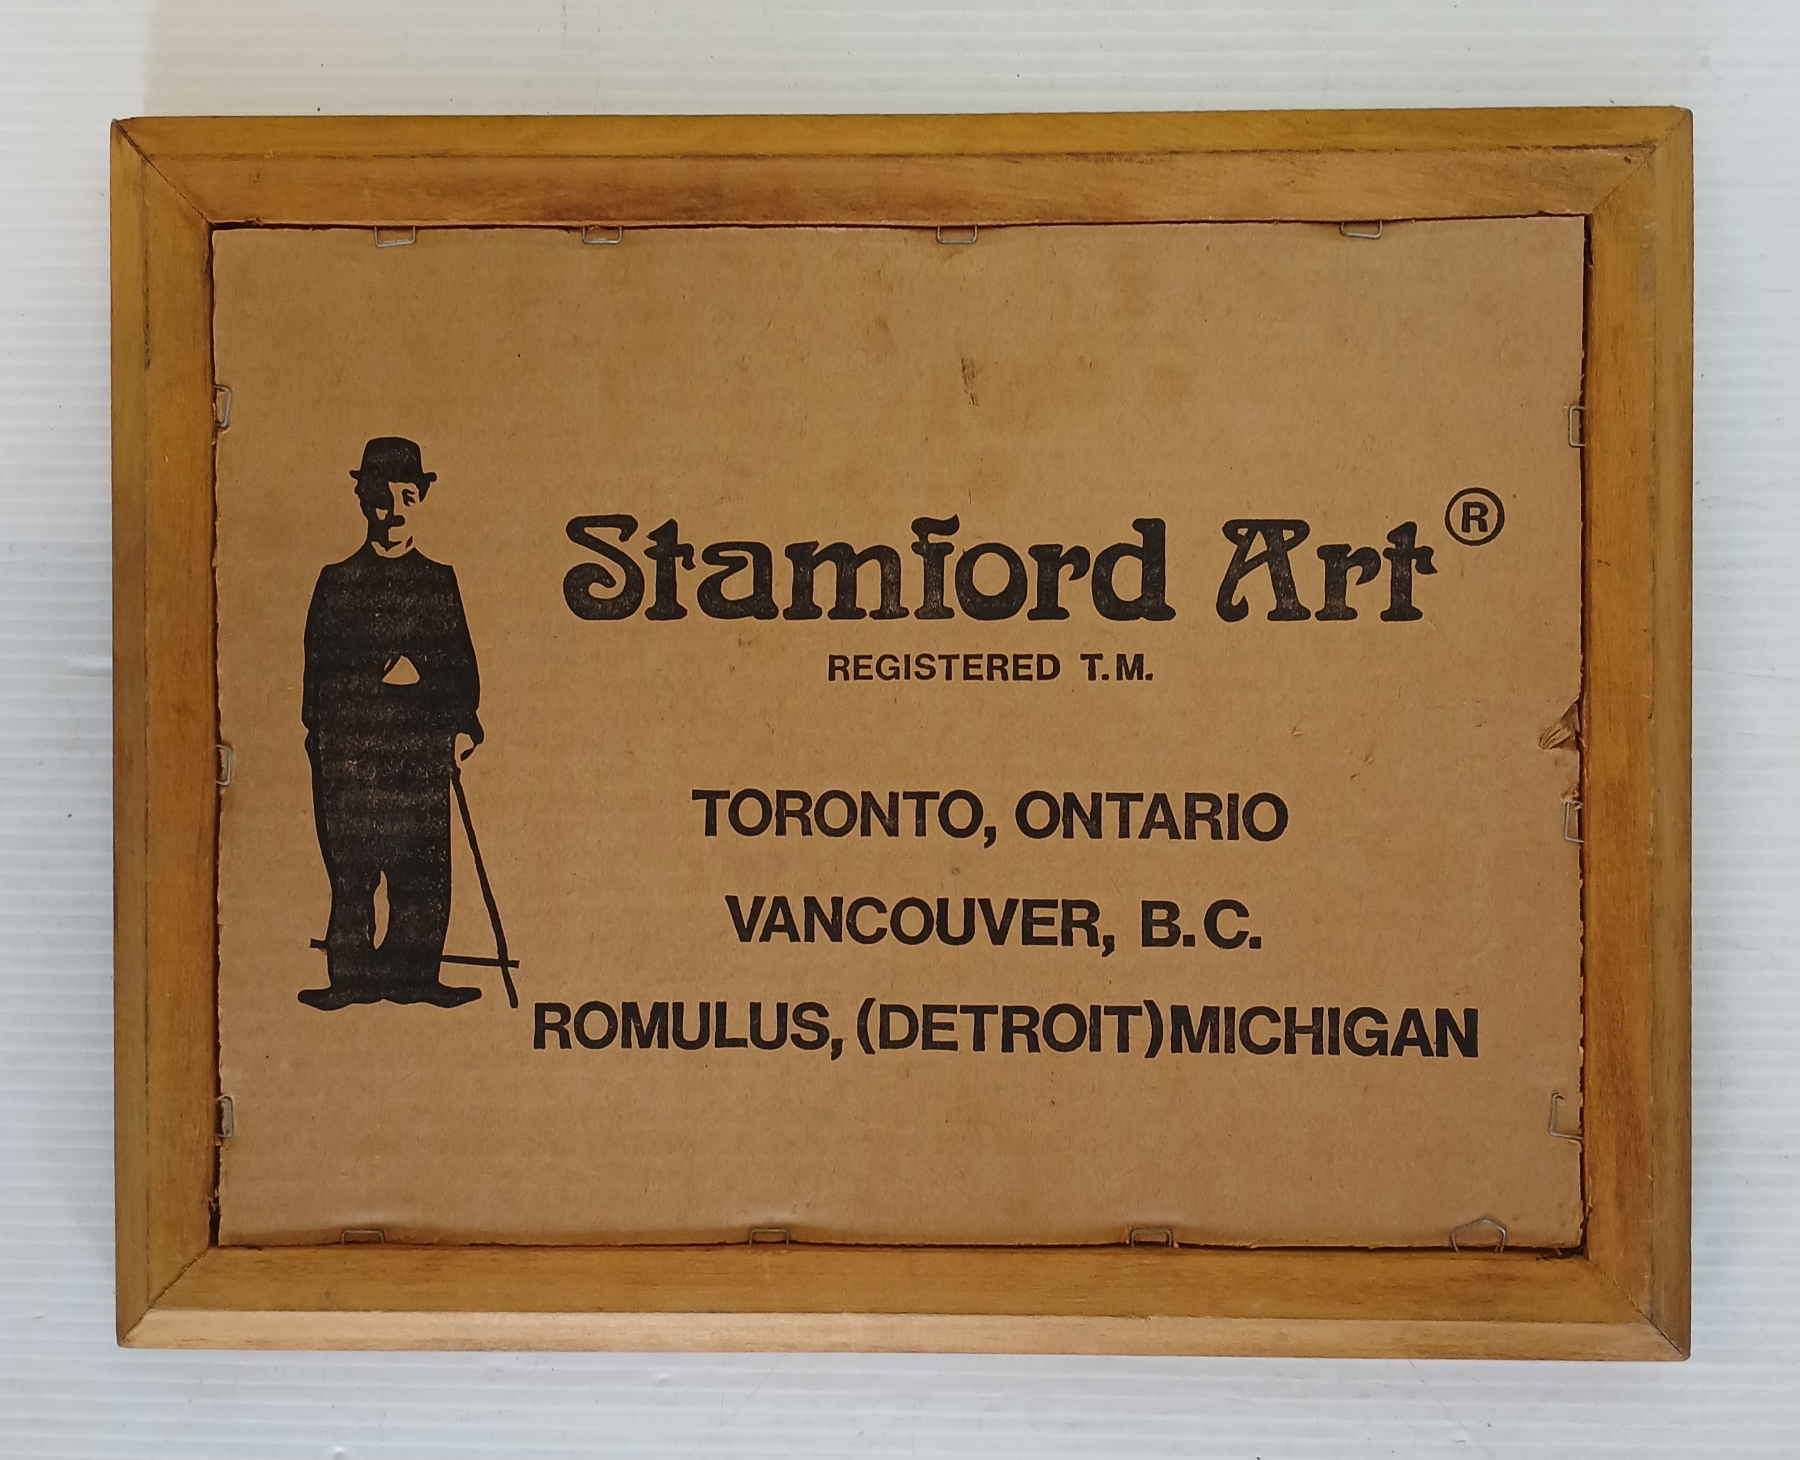 Stamford Art®
REGISTERED T.M.
TORONTO, ONTARIO
VANCOUVER, B.C.
ROMULUS, (DETROIT) MICHIGAN